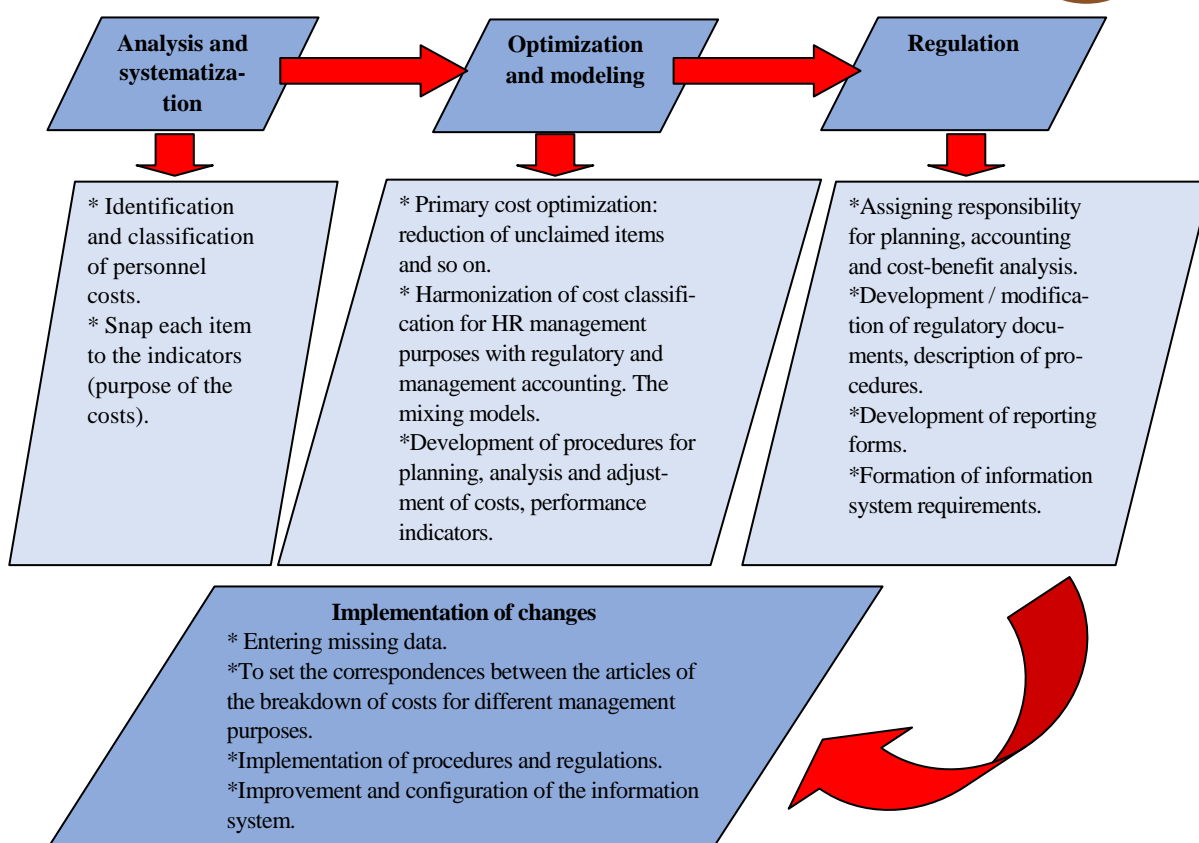 Analysis and
systematiza-
tion
Optimization
and modeling
Regulation
* Identification
and classification
of personnel
costs.
* Snap each item
to the indicators
(purpose of the
costs).
* Primary cost optimization:
reduction of unclaimed items
and so on.
* Harmonization of cost classifi-
cation for HR management
purposes with regulatory and
management accounting. The
mixing models.
*Development of procedures for
planning, analysis and adjust-
ment of costs, performance
indicators.
*Assigning responsibility
for planning, accounting
and cost-benefit analysis.
*Development / modifica-
tion of regulatory docu-
ments, description of pro-
cedures.
*Development of reporting
forms.
*Formation of information
system requirements.
Implementation of changes
* Entering missing data.
*To set the correspondences between the articles of
the breakdown of costs for different management
purposes.
*Implementation of procedures and regulations.
*Improvement and configuration of the information
system.